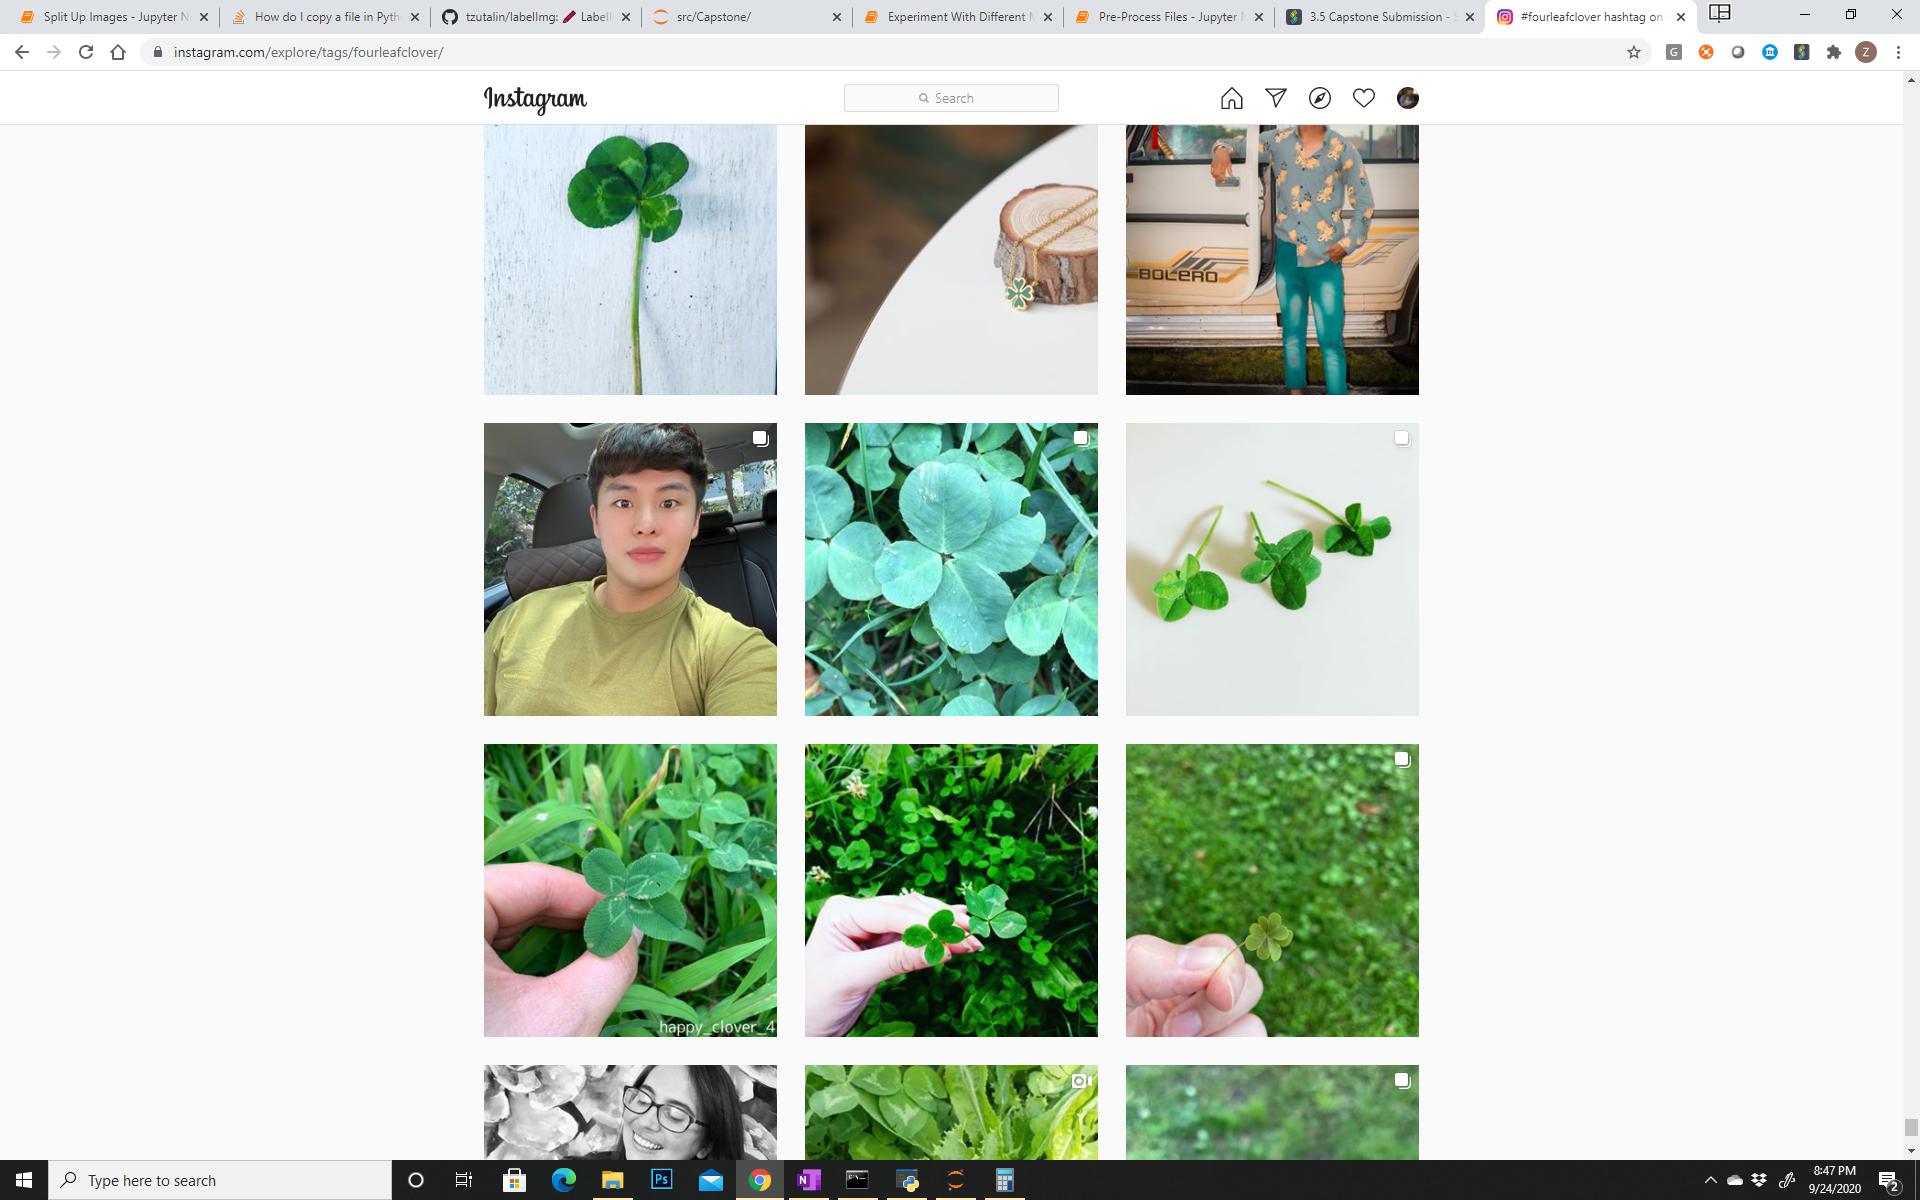 Split Up Images - Jupyter N
How do I copy a file in Pyth
tzutalin/labelImg: 🖍 Label
src/Capstone/
Experiment With Different M
Pre-Process Files - Jupyter N
3.5 Capstone Submission - S
#fourleafclover hashtag on
instagram.com/explore/tags/fourleafclover/
G
Z
Instagram
Search
BOLERO
happy_clover_4
Type here to search
Ps
N
8:47 PM
9/24/2020
2